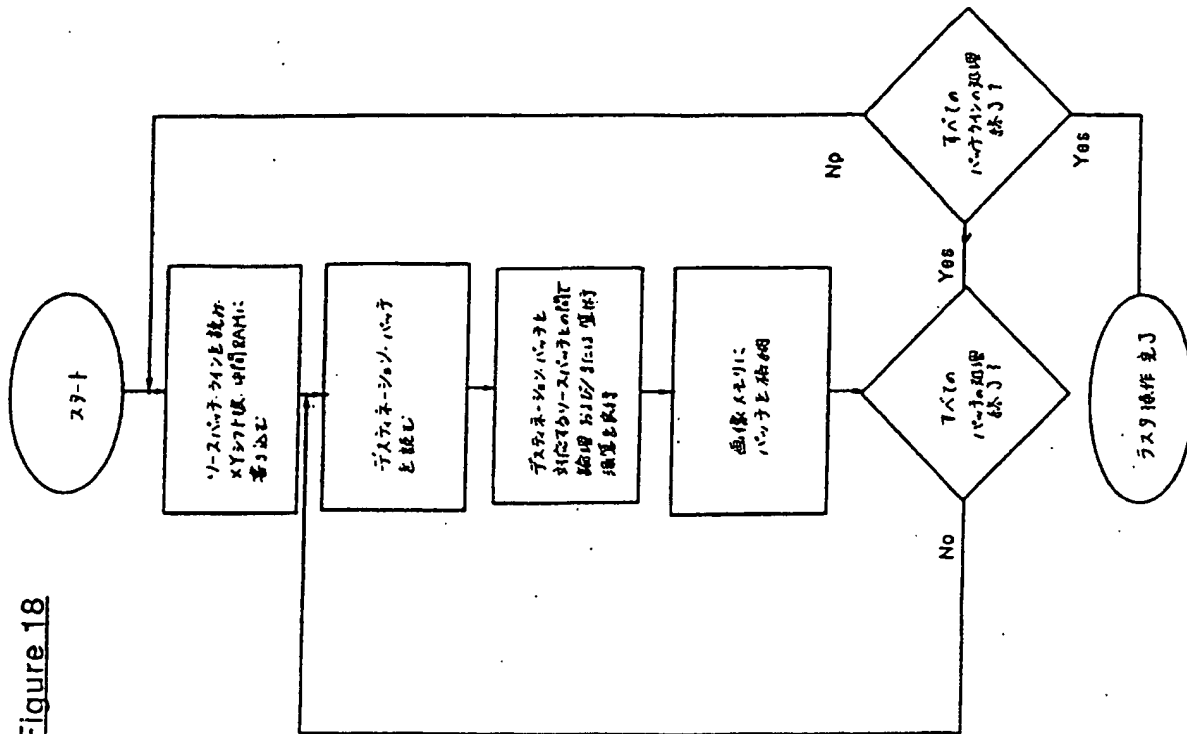 Figure 18
スタート
ソースパッチ・ラインを読み
XYシフト後、中間RAMに
書き込む
デスティネーション・パッチ
を読む
デスティネーション・パッチと
対応するソースパッチとの間で
論理および/または算術
演算を実行
画像メモリに
パッチを格納
すべての
パッチの処理
終了?
No
Yes
すべての
パッチラインの処理
終了?
No
Yes
ラスタ操作完了